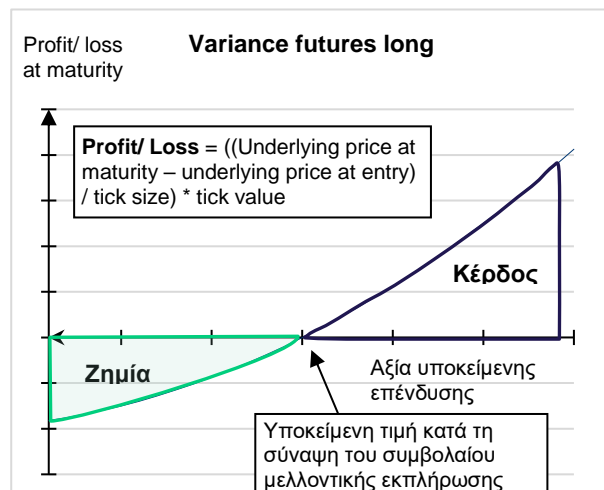 Profit/ loss
at maturity
Variance futures long
Profit/ Loss = ((Underlying price at
maturity – underlying price at entry)
/ tick size) * tick value
Κέρδος
Ζημία
Αξία υποκείμενης
επένδυσης
Υποκείμενη τιμή κατά τη
σύναψη του συμβολαίου
μελλοντικής εκπλήρωσης